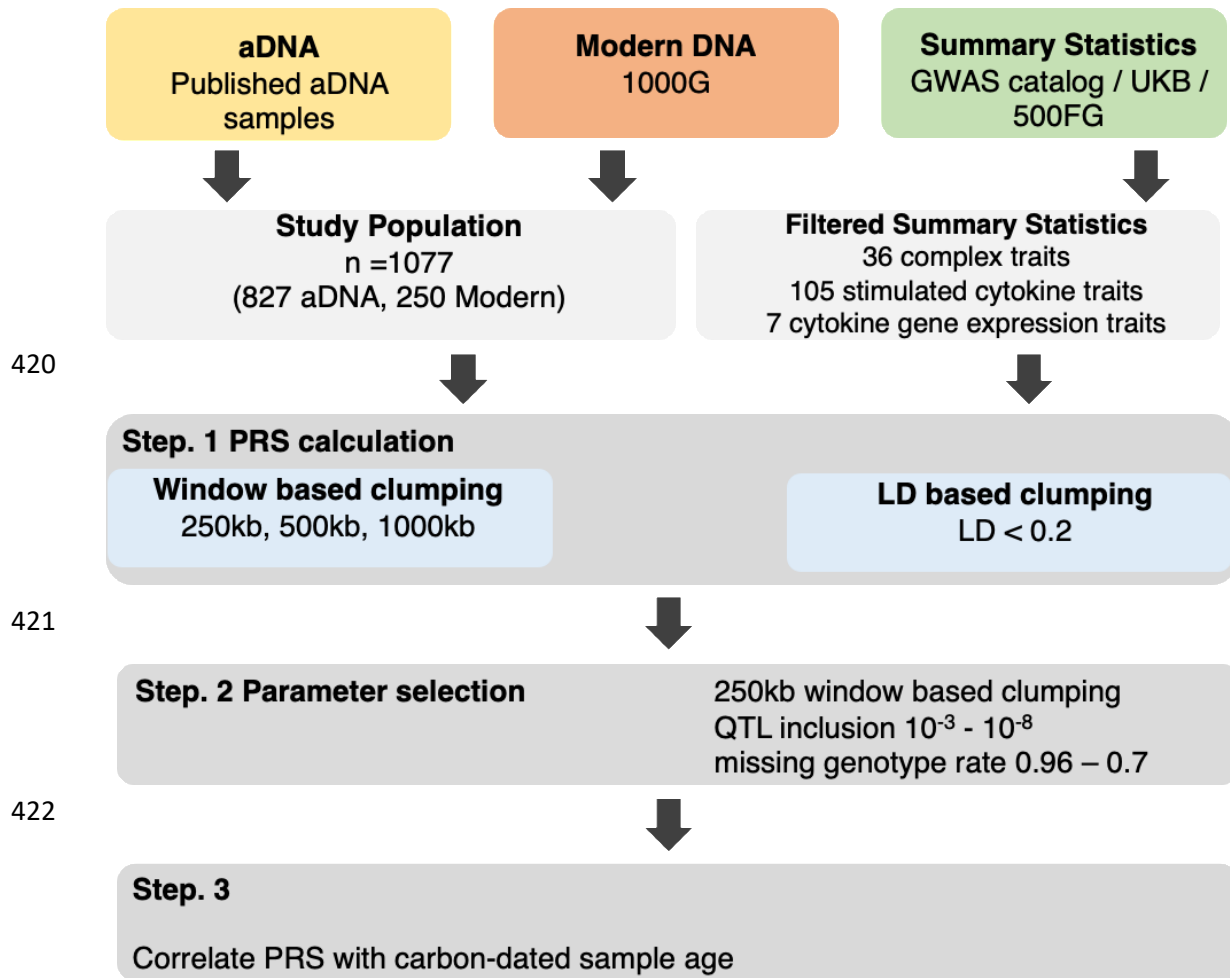 aDNA
Published aDNA
samples
Modern DNA
1000G
Summary Statistics
GWAS catalog / UKB /
500FG
Study Population
n =1077
(827 aDNA, 250 Modern)
Filtered Summary Statistics
36 complex traits
105 stimulated cytokine traits
7 cytokine gene expression traits
420
Step. 1 PRS calculation
Window based clumping
250kb, 500kb, 1000kb
LD based clumping
LD < 0.2
421
Step. 2 Parameter selection
250kb window based clumping
QTL inclusion 10⁻³ - 10⁻⁸
missing genotype rate 0.96 – 0.7
422
Step. 3
Correlate PRS with carbon-dated sample age